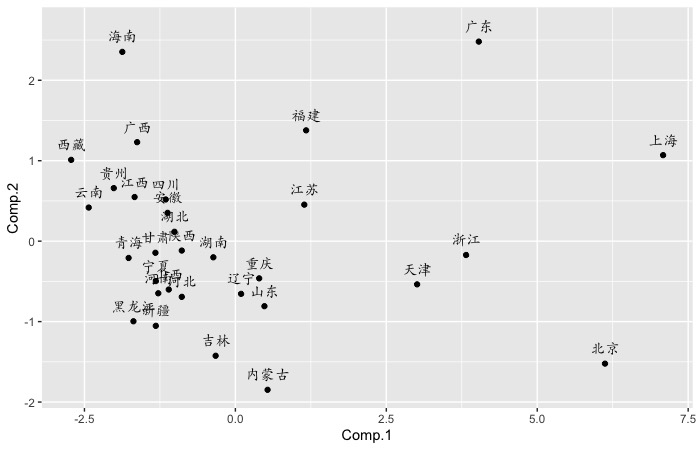 广东
海南
2
福建
广西
上海
西藏
1
贵州
江西 四川
云南
江苏
安徽
湖北
Comp.2
0
青海 甘肃 陕西 湖南
浙江
宁夏
重庆
天津
河南
河北
辽宁
山东
-1
黑龙江 新疆
吉林
北京
内蒙古
-2
-2.5 0.0 2.5 5.0 7.5
Comp.1